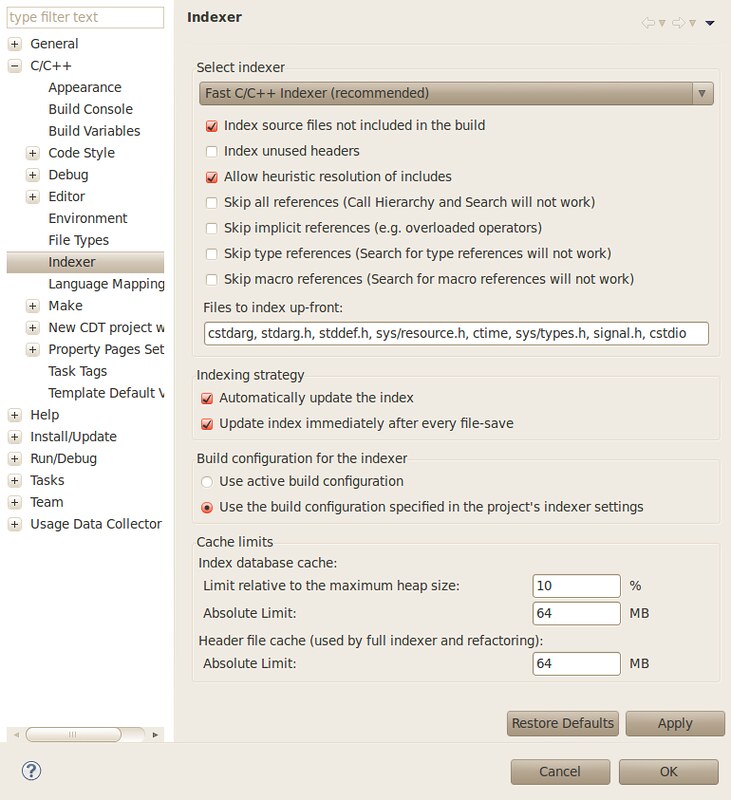 type filter text
General
C/C++
Appearance
Build Console
Build Variables
Code Style
Debug
Editor
Environment
File Types
Indexer
Language Mapping
Make
New CDT project w
Property Pages Set
Task Tags
Template Default V
Help
Install/Update
Run/Debug
Tasks
Team
Usage Data Collector
Indexer
Select indexer
Fast C/C++ Indexer (recommended)
Index source files not included in the build
Index unused headers
Allow heuristic resolution of includes
Skip all references (Call Hierarchy and Search will not work)
Skip implicit references (e.g. overloaded operators)
Skip type references (Search for type references will not work)
Skip macro references (Search for macro references will not work)
Files to index up-front:
cstdarg, stdarg.h, stddef.h, sys/resource.h, ctime, sys/types.h, signal.h, cstdio
Indexing strategy
Automatically update the index
Update index immediately after every file-save
Build configuration for the indexer
Use active build configuration
Use the build configuration specified in the project's indexer settings
Cache limits
Index database cache:
Limit relative to the maximum heap size: 10 %
Absolute Limit: 64 MB
Header file cache (used by full indexer and refactoring):
Absolute Limit: 64 MB
Restore Defaults Apply
? Cancel OK